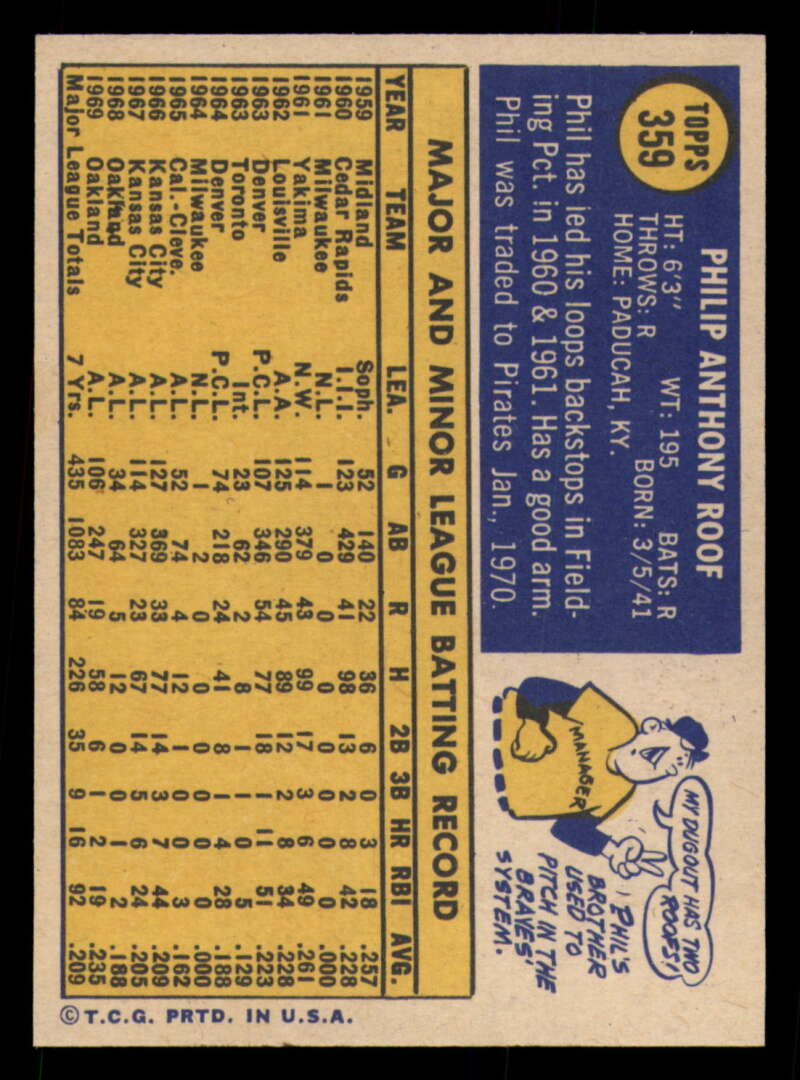 TOPPS
359
PHILIP ANTHONY ROOF
HT: 6'3" WT: 195 BATS: R
THROWS: R BORN: 3/5/41
HOME: PADUCAH, KY.
Phil has led his loops backstops in Field-
ing Pct. in 1960 & 1961. Has a good arm.
Phil was traded to Pirates Jan., 1970.
MY DUGOUT HAS TWO
ROOFS!
MANAGER
PHIL'S
BROTHER
USED TO
PITCH IN THE
BRAVES'
SYSTEM.
MAJOR AND MINOR LEAGUE BATTING RECORD
YEAR TEAM LEA. G AB R H 2B 3B HR RBI AVG.
1959 Midland Soph. 52 140 22 36 6 0 3 18 .257
1960 Cedar Rapids I.I.I. 123 429 41 98 13 2 8 42 .228
1961 Milwaukee N.L. 1 0 0 0 0 0 0 0 .000
1961 Yakima N.W. 114 379 43 99 17 3 6 49 .261
1962 Louisville A.A. 125 290 45 89 12 2 8 34 .228
1963 Denver P.C.L. 107 346 54 77 18 1 11 51 .223
1963 Toronto Int. 23 62 2 8 1 1 0 5 .129
1964 Denver P.C.L. 74 218 24 41 8 1 4 28 .188
1964 Milwaukee N.L. 1 2 0 0 0 0 0 0 .000
1965 Cal.-Cleve. A.L. 52 74 4 12 1 0 0 3 .162
1966 Kansas City A.L. 127 369 33 77 14 3 7 44 .209
1967 Kansas City A.L. 114 327 23 67 14 5 6 24 .205
1968 Oakland A.L. 34 64 5 12 0 0 1 2 .188
1969 Oakland A.L. 106 247 19 58 6 1 2 19 .235
Major League Totals 7 Yrs. 435 1083 84 226 35 9 16 92 .209
© T.C.G. PRTD. IN U.S.A.